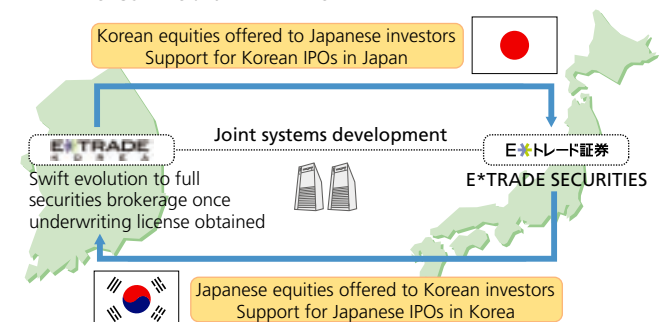 Korean equities offered to Japanese investors
Support for Korean IPOs in Japan
E*TRADE
KOREA
Joint systems development
E*トレード証券
E*TRADE SECURITIES
Swift evolution to full
securities brokerage once
underwriting license obtained
Japanese equities offered to Korean investors
Support for Japanese IPOs in Korea